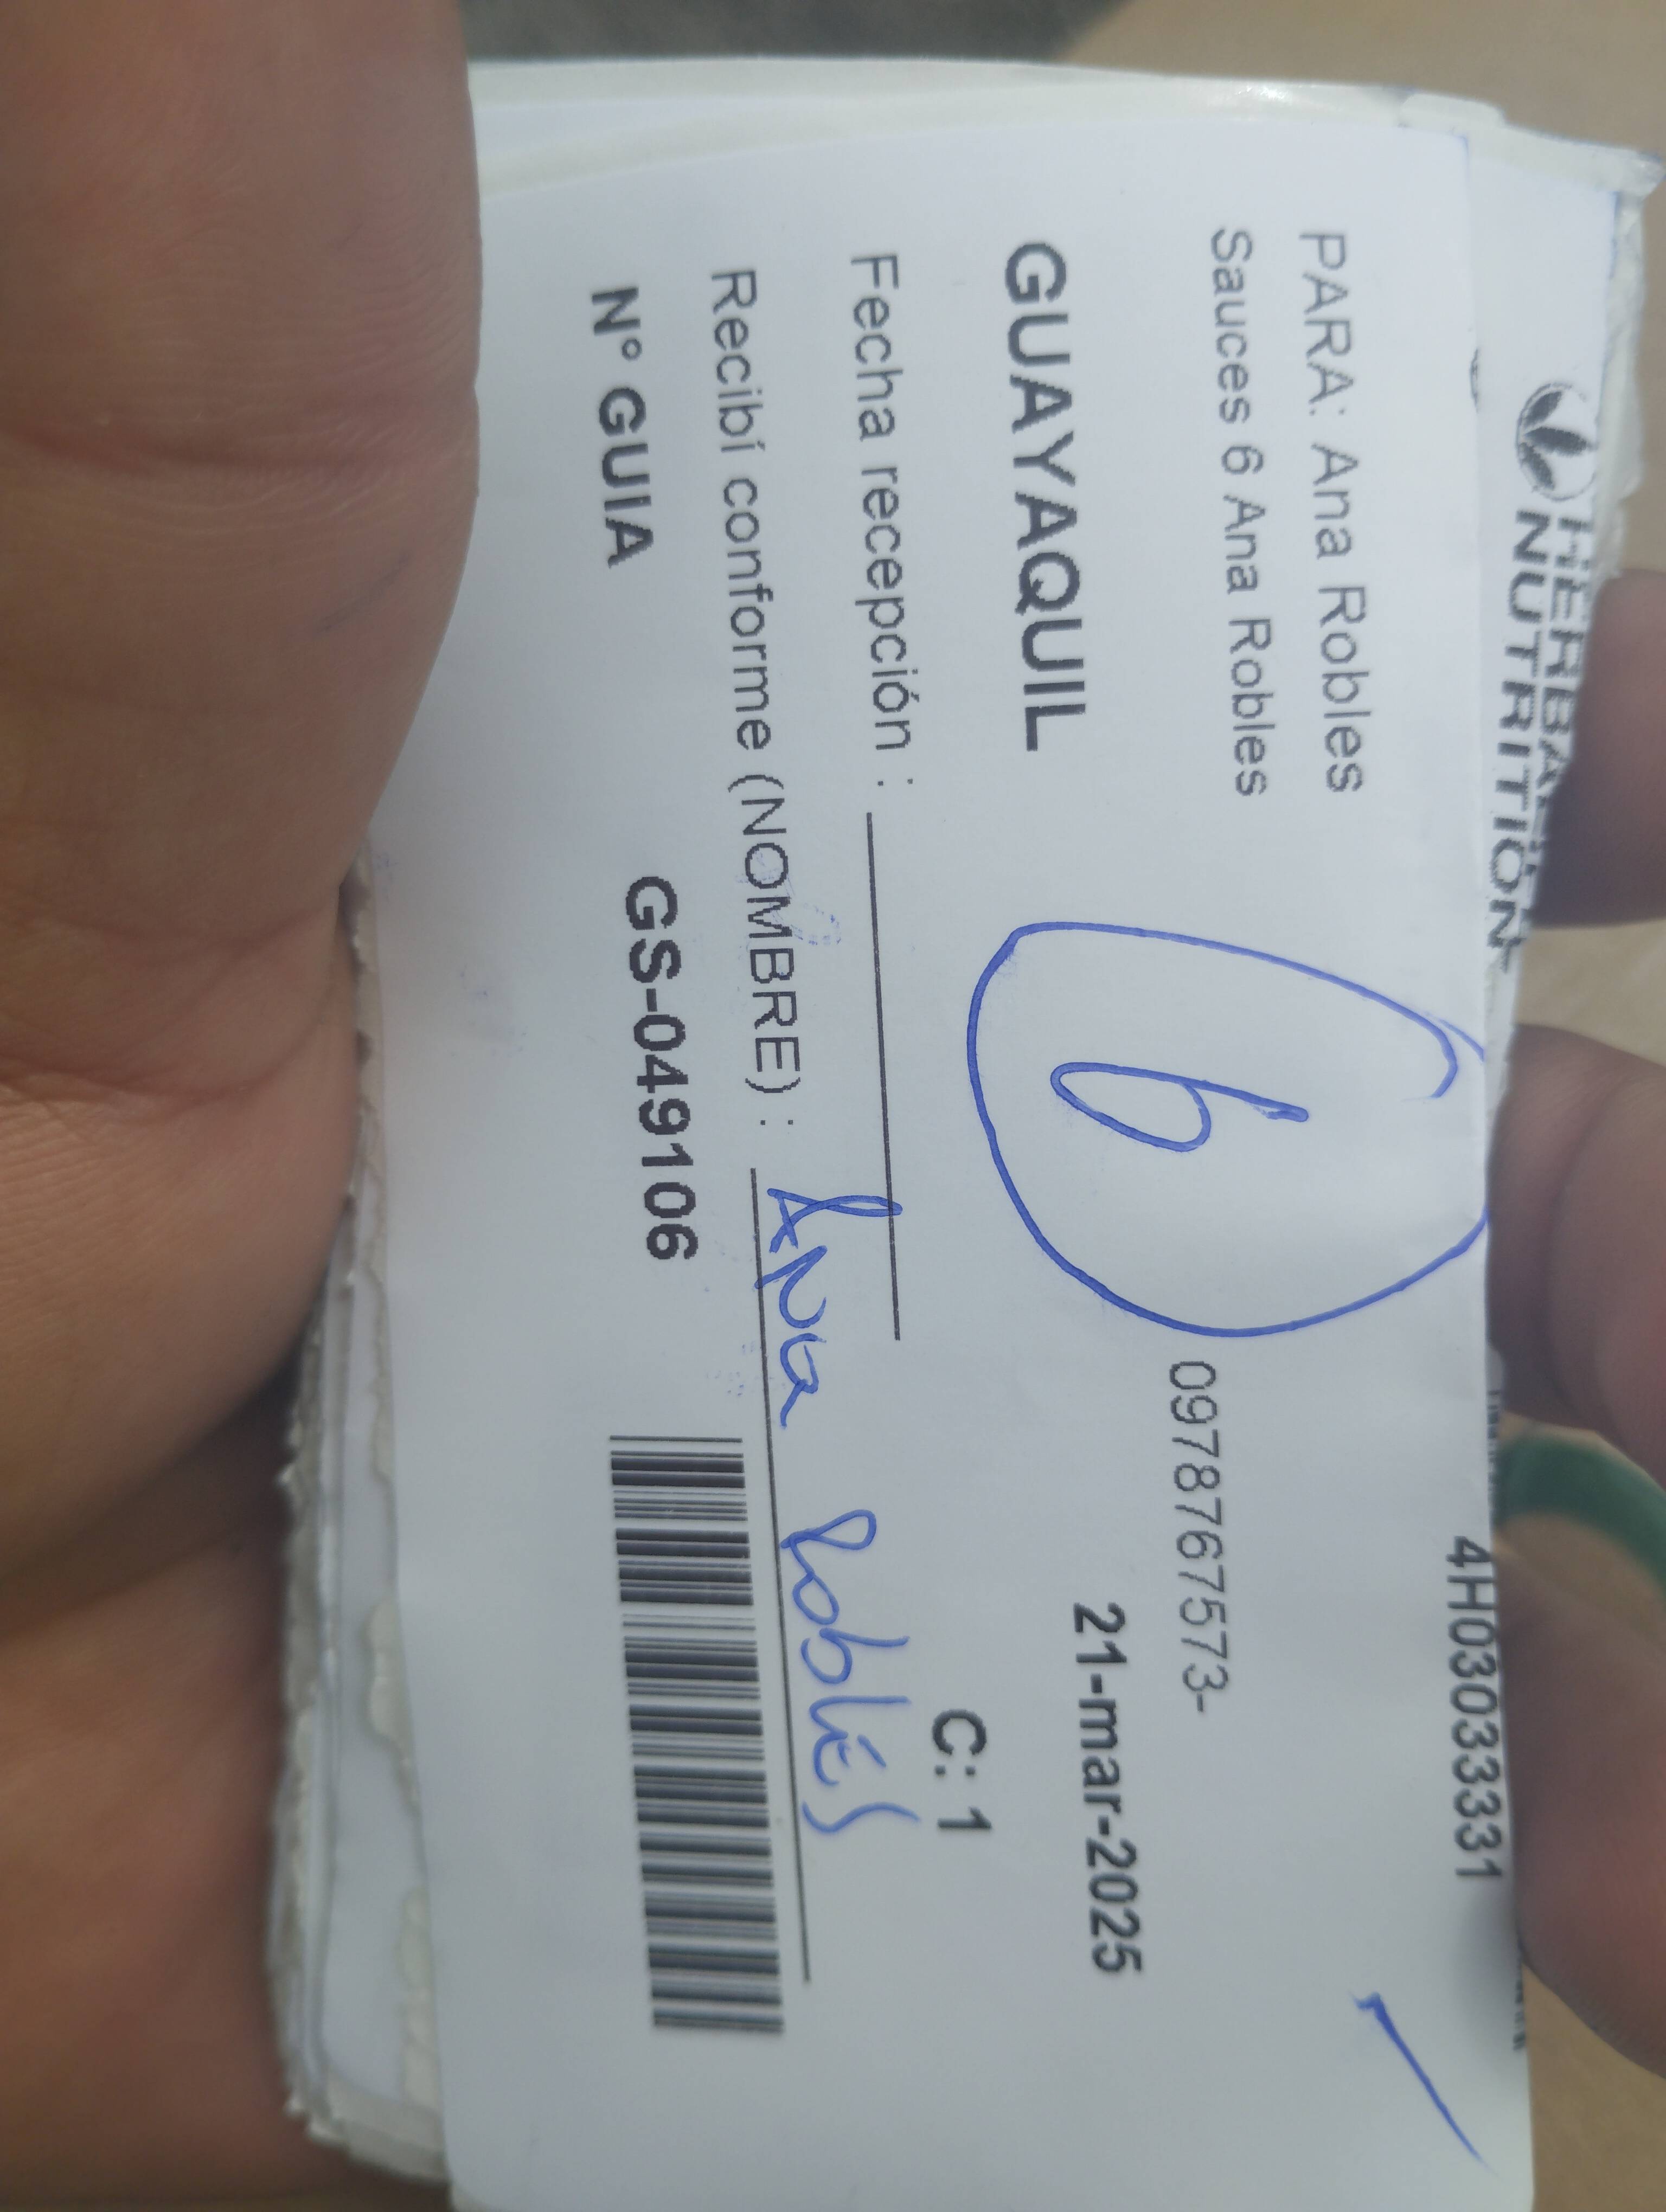 HERBALIFE
NUTRITION
4H03033331
PARA: Ana Robles
Sauces 6 Ana Robles
0978767573-
6
GUAYAQUIL
21-mar-2025
Fecha recepción :
C: 1
Recibí conforme (NOMBRE) : Ana Robles
N° GUIA GS-049106